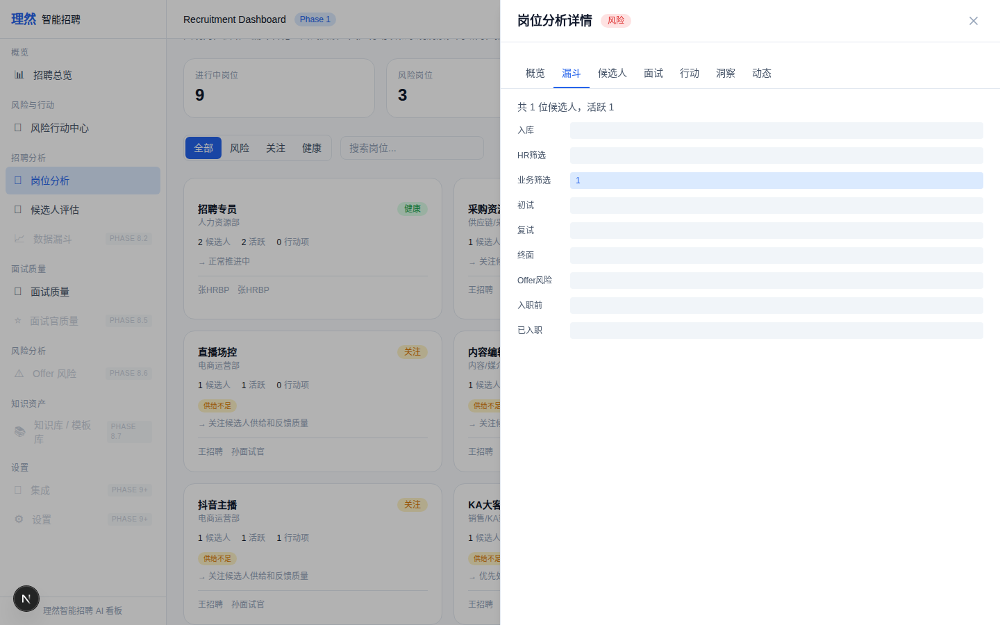 理然 智能招聘
概览
招聘总览
风险与行动
风险行动中心
招聘分析
岗位分析
候选人评估
数据漏斗 PHASE 8.2
面试质量
面试质量
面试官质量 PHASE 8.5
风险分析
Offer 风险 PHASE 8.6
知识资产
知识库 / 模板库 PHASE 8.7
设置
集成 PHASE 9+
设置 PHASE 9+
理然智能招聘 AI 看板
Recruitment Dashboard Phase 1
进行中岗位
9
风险岗位
3
全部 风险 关注 健康 搜索岗位...
招聘专员 健康
人力资源部
2 候选人 2 活跃 0 行动项
→ 正常推进中
张HRBP 张HRBP
采购资
供应链/
1 候选人
→ 关注
王招聘
直播场控 关注
电商运营部
1 候选人 1 活跃 0 行动项
供给不足
→ 关注候选人供给和反馈质量
王招聘 孙面试官
内容编辑
内容/媒
1 候选人
供给不足
→ 关注
王招聘
抖音主播 关注
电商运营部
1 候选人 1 活跃 1 行动项
供给不足
→ 关注候选人供给和反馈质量
王招聘 孙面试官
KA大客
销售/KA
1 候选人
供给不足
→ 优先
王招聘
岗位分析详情 风险
概览 漏斗 候选人 面试 行动 洞察 动态
共 1 位候选人，活跃 1
入库
HR筛选
业务筛选 1
初试
复试
终面
Offer风险
入职前
已入职